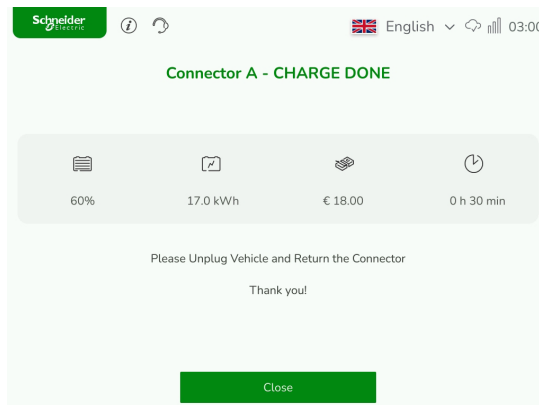 Schneider
Electric
English
03:00
Connector A - CHARGE DONE
60%
17.0 kWh
€ 18.00
0 h 30 min
Please Unplug Vehicle and Return the Connector
Thank you!
Close